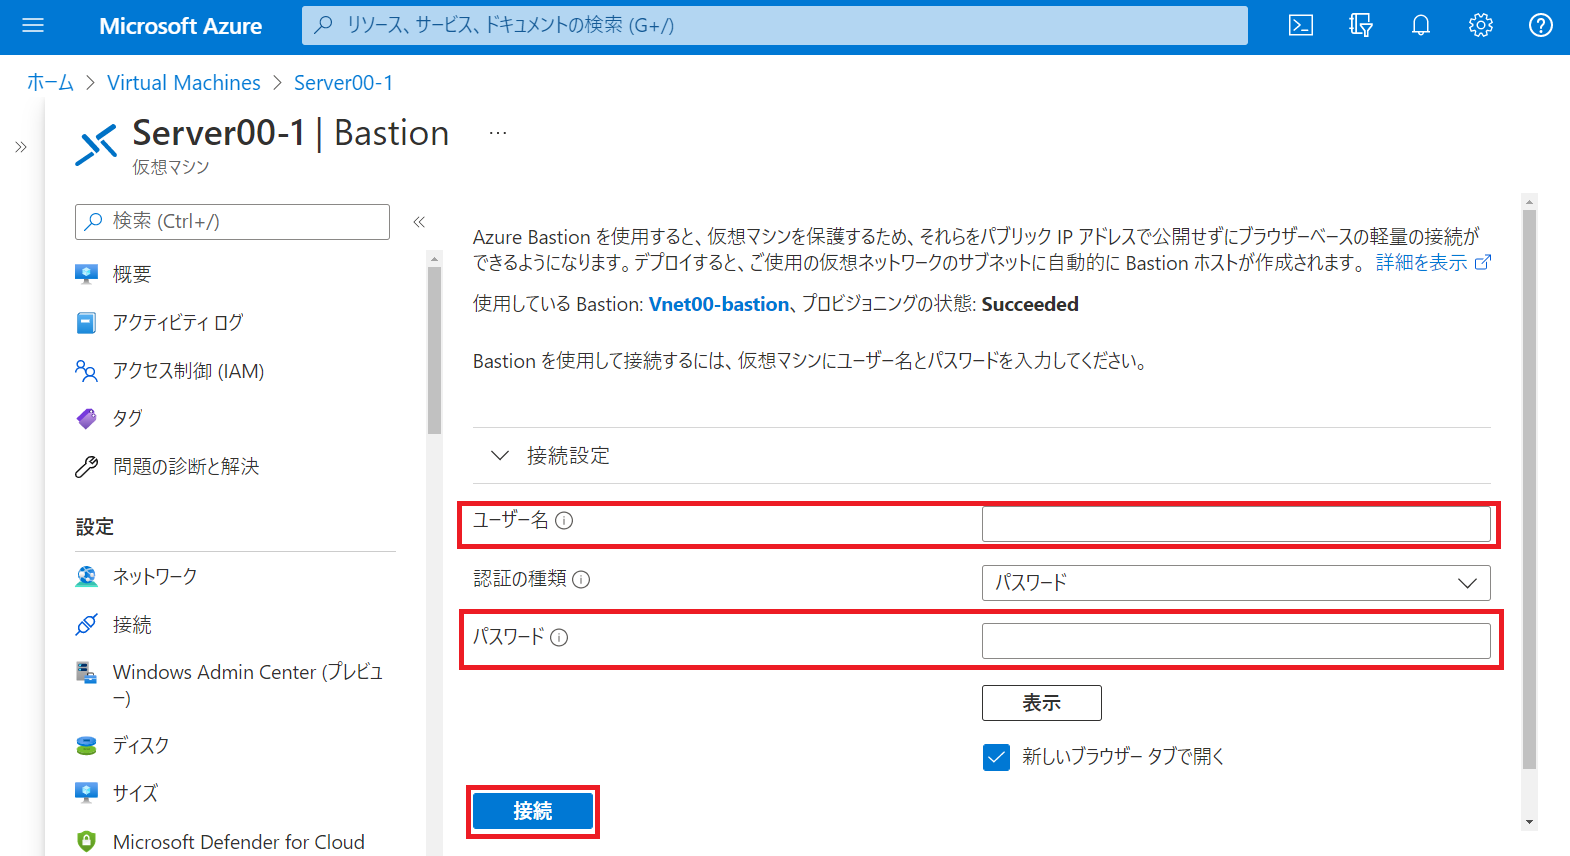 Microsoft Azure
リソース、サービス、ドキュメントの検索 (G+/)
ホーム > Virtual Machines > Server00-1
Server00-1 | Bastion ...
仮想マシン
検索 (Ctrl+/)
概要
アクティビティ ログ
アクセス制御 (IAM)
タグ
問題の診断と解決
設定
ネットワーク
接続
Windows Admin Center (プレビュ
ー)
ディスク
サイズ
Microsoft Defender for Cloud
Azure Bastion を使用すると、仮想マシンを保護するため、それらをパブリック IP アドレスで公開せずにブラウザーベースの軽量の接続が
できるようになります。デプロイすると、ご使用の仮想ネットワークのサブネットに自動的に Bastion ホストが作成されます。 詳細を表示
使用している Bastion: Vnet00-bastion、プロビジョニングの状態: Succeeded
Bastion を使用して接続するには、仮想マシンにユーザー名とパスワードを入力してください。
接続設定
ユーザー名
認証の種類
パスワード
パスワード
表示
新しいブラウザー タブで開く
接続